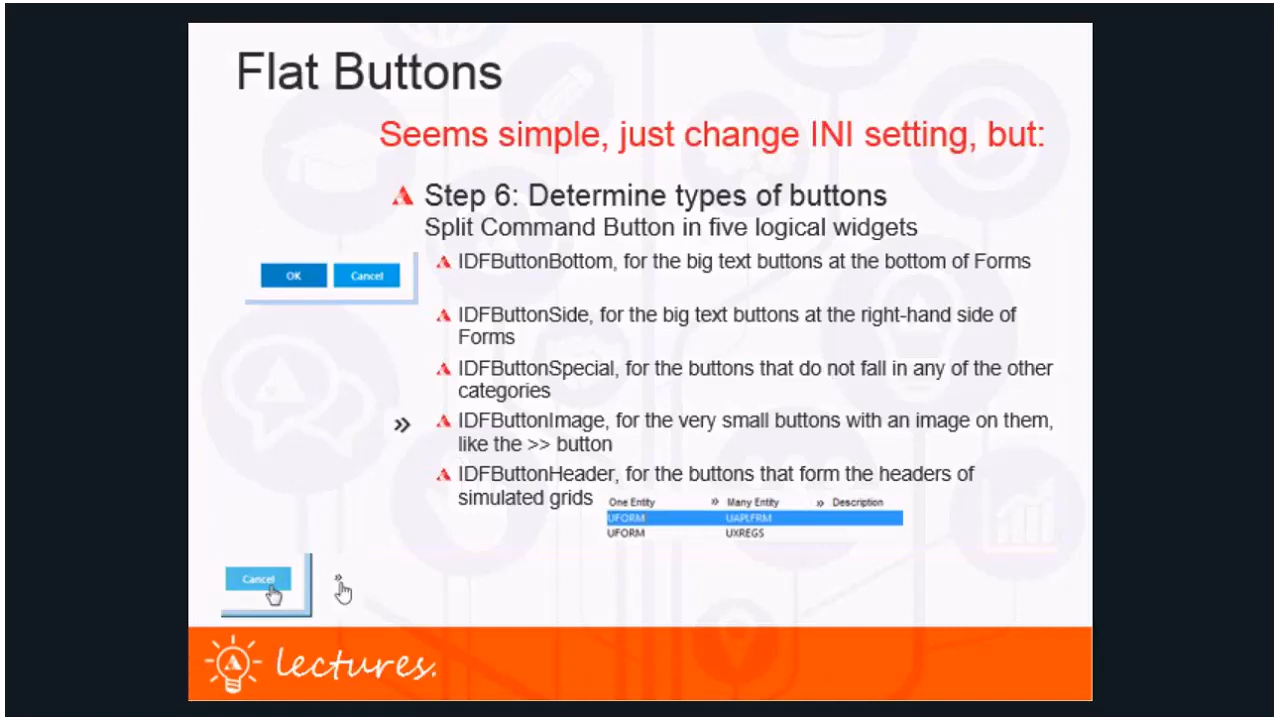 Flat Buttons
Seems simple, just change INI setting, but:
Step 6: Determine types of buttons
Split Command Button in five logical widgets
IDFButtonBottom, for the big text buttons at the bottom of Forms
OK Cancel
IDFButtonSide, for the big text buttons at the right-hand side of
Forms
IDFButtonSpecial, for the buttons that do not fall in any of the other
categories
IDFButtonImage, for the very small buttons with an image on them,
like the >> button
»
IDFButtonHeader, for the buttons that form the headers of
simulated grids
One Entity » Many Entity » Description
UFORM UAPLFRM
UFORM UXREGS
Cancel »
lectures.